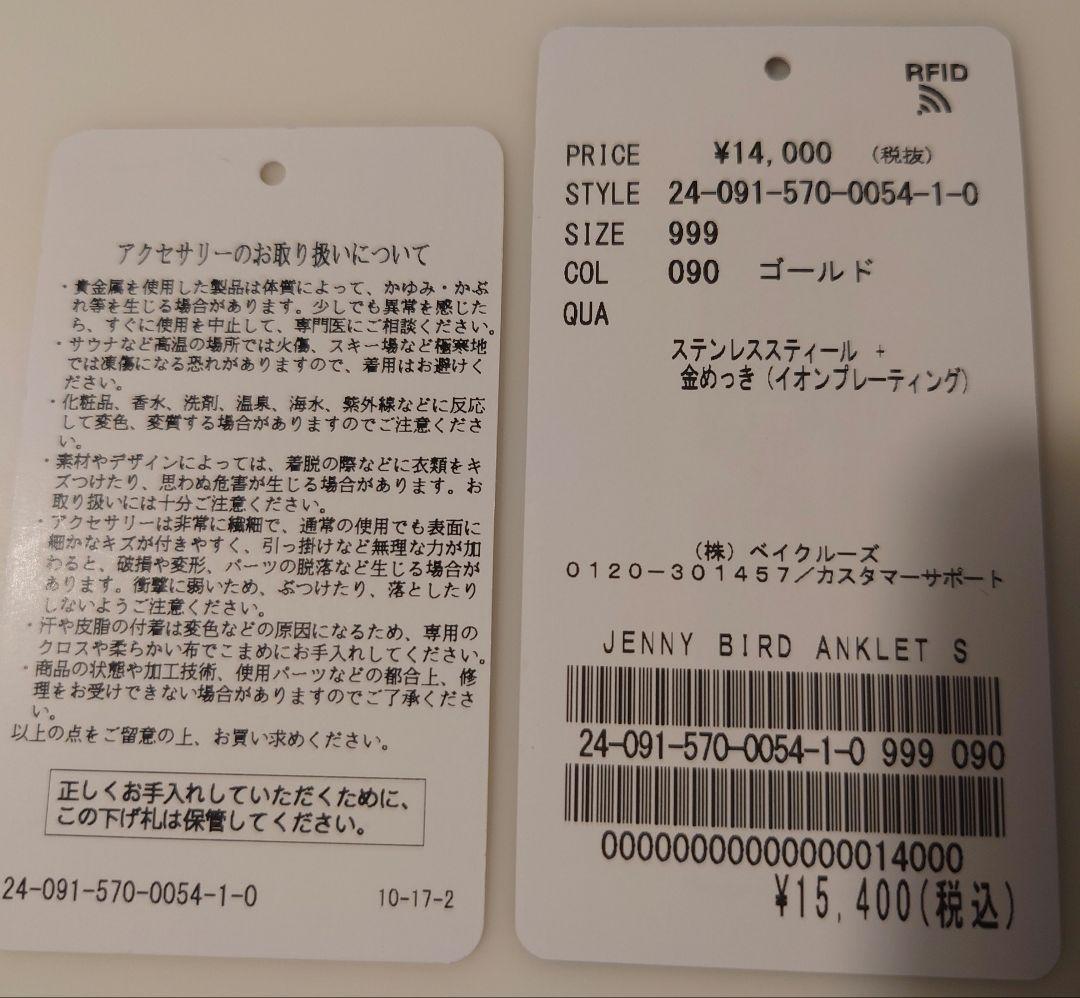 アクセサリーのお取り扱いについて
・貴金属を使用した製品は体質によって、かゆみ・かぶ
れ等を生じる場合があります。少しでも異常を感じた
ら、すぐに使用を中止して、専門医にご相談ください。
・サウナなど高温の場所では火傷、スキー場など極寒地
では凍傷になる恐れがありますので、着用はお避けく
ださい。
・化粧品、香水、洗剤、温泉、海水、紫外線などに反応
して変色、変質する場合がありますのでご注意くださ
い。
・素材やデザインによっては、着脱の際などに衣類をキ
ズつけたり、思わぬ危害が生じる場合があります。お
取り扱いには十分ご注意ください。
・アクセサリーは非常に繊細で、通常の使用でも表面に
細かなキズが付きやすく、引っ掛けなど無理な力が加
わると、破損や変形、パーツの脱落など生じる場合が
あります。衝撃に弱いため、ぶつけたり、落としたり
しないようご注意ください。
・汗や皮脂の付着は変色などの原因になるため、専用の
クロスや柔らかい布でこまめにお手入れしてください。
・商品の状態や加工技術、使用パーツなどの都合上、修
理をお受けできない場合がありますのでご了承くださ
い。
以上の点をご留意の上、お買い求めください。
正しくお手入れしていただくために、
この下げ札は保管してください。
24-091-570-0054-1-0 10-17-2
RFID
PRICE ¥14,000 (税抜)
STYLE 24-091-570-0054-1-0
SIZE 999
COL 090 ゴールド
QUA
ステンレススティール +
金めっき(イオンプレーティング)
(株)ベイクルーズ
0120-301457/カスタマーサポート
JENNY BIRD ANKLET S
24-091-570-0054-1-0 999 090
00000000000000014000
¥15,400(税込)